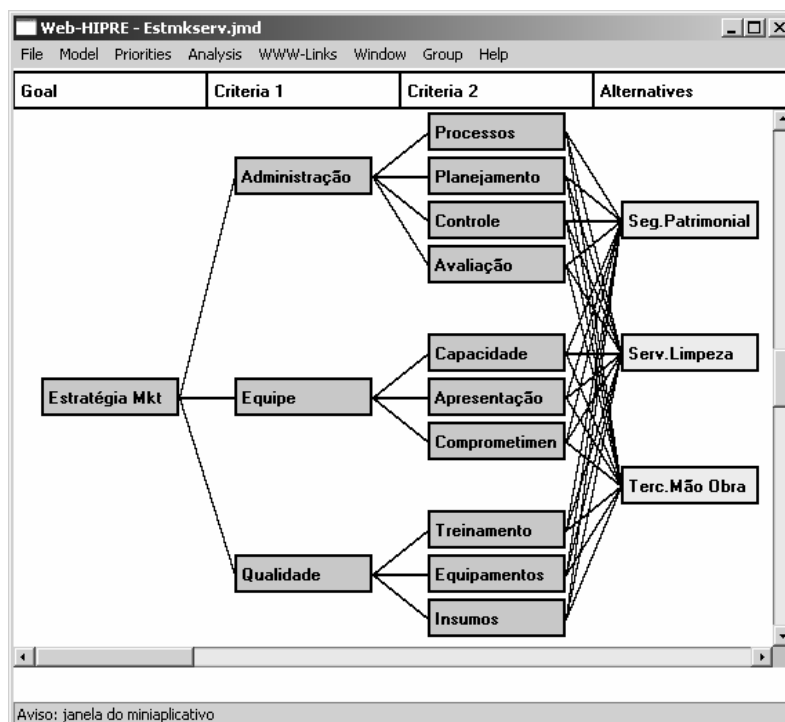 Web-HIPRE - Estmkserv.jmd
File Model Priorities Analysis WWW-Links Window Group Help
Goal Criteria 1 Criteria 2 Alternatives
Processos
Administração
Planejamento
Controle
Seg.Patrimonial
Avaliação
Capacidade
Serv.Limpeza
Estratégia Mkt
Equipe
Apresentação
Comprometimen
Terc.Mão Obra
Treinamento
Qualidade
Equipamentos
Insumos
Aviso: janela do miniaplicativo